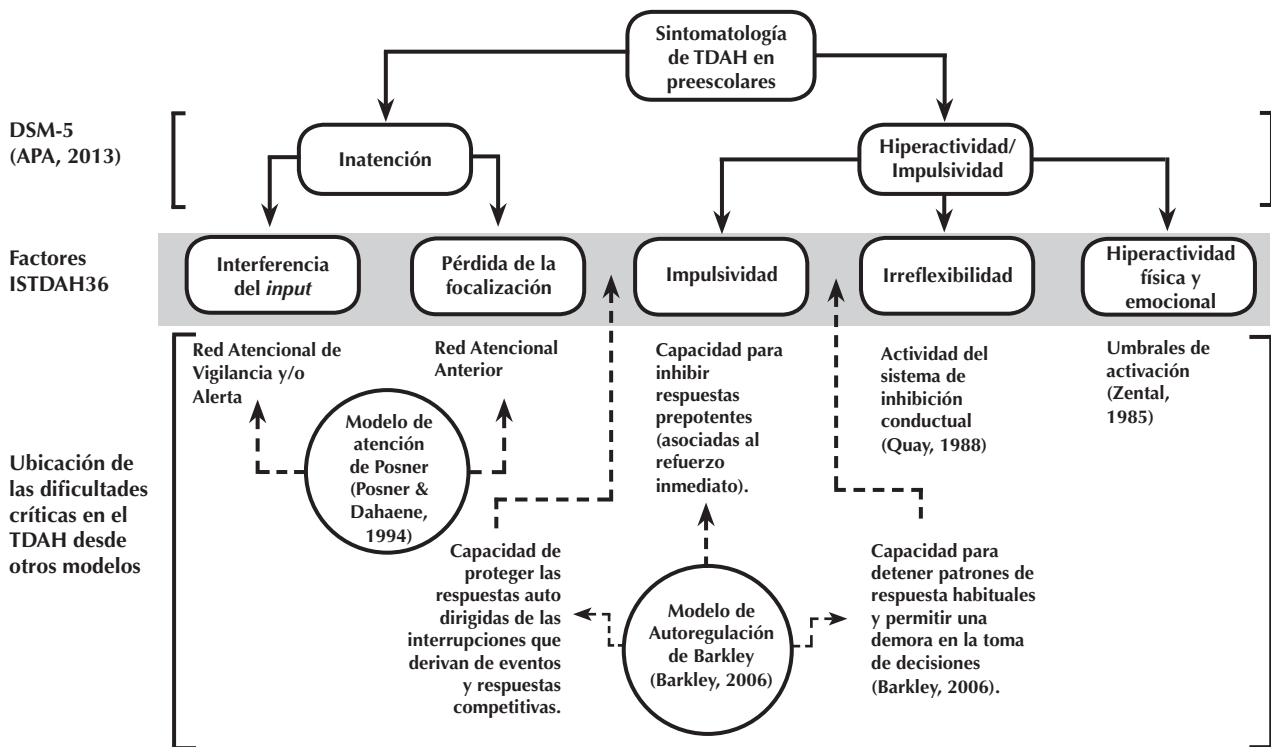 Sintomatología
de TDAH en
preescolares
DSM-5
(APA, 2013)
Inatención
Hiperactividad/
Impulsividad
Factores
ISTDAH36
Interferencia
del input
Pérdida de la
focalización
Impulsividad
Irreflexibilidad
Hiperactividad
física y
emocional
Ubicación de
las dificultades
críticas en el
TDAH desde
otros modelos
Red Atencional de
Vigilancia y/o
Alerta
Red Atencional
Anterior
Modelo de
atención
de Posner
(Posner &
Dahaene,
1994)
Capacidad para
inhibir
respuestas
prepotentes
(asociadas al
refuerzo
inmediato).
Actividad del
sistema de
inhibición
conductual
(Quay, 1988)
Umbrales de
activación
(Zental,
1985)
Capacidad de
proteger las
respuestas auto
dirigidas de las
interrupciones que
derivan de eventos
y respuestas
competitivas.
Modelo de
Autoregulación
de Barkley
(Barkley, 2006)
Capacidad para
detener patrones de
respuesta habituales
y permitir una
demora en la toma
de decisiones
(Barkley, 2006).